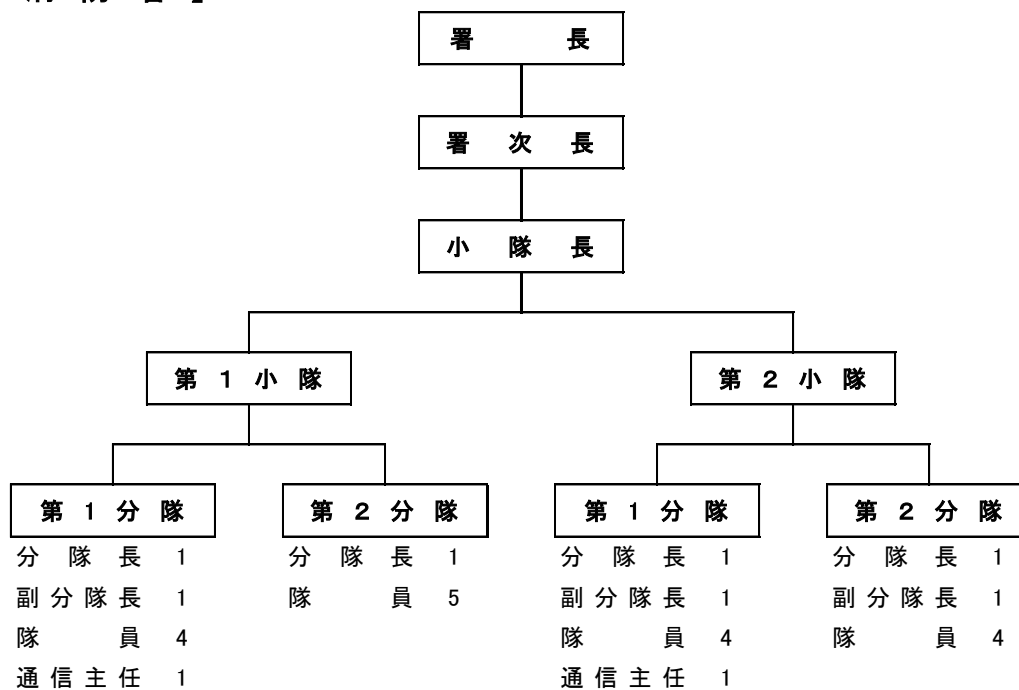 署長
署次長
小隊長
第1小隊 第2小隊
第1分隊 第2分隊 第1分隊 第2分隊
分隊長 1 分隊長 1 分隊長 1 分隊長 1
副分隊長 1 隊員 5 副分隊長 1 副分隊長 1
隊員 4 隊員 4 隊員 4
通信主任 1 通信主任 1